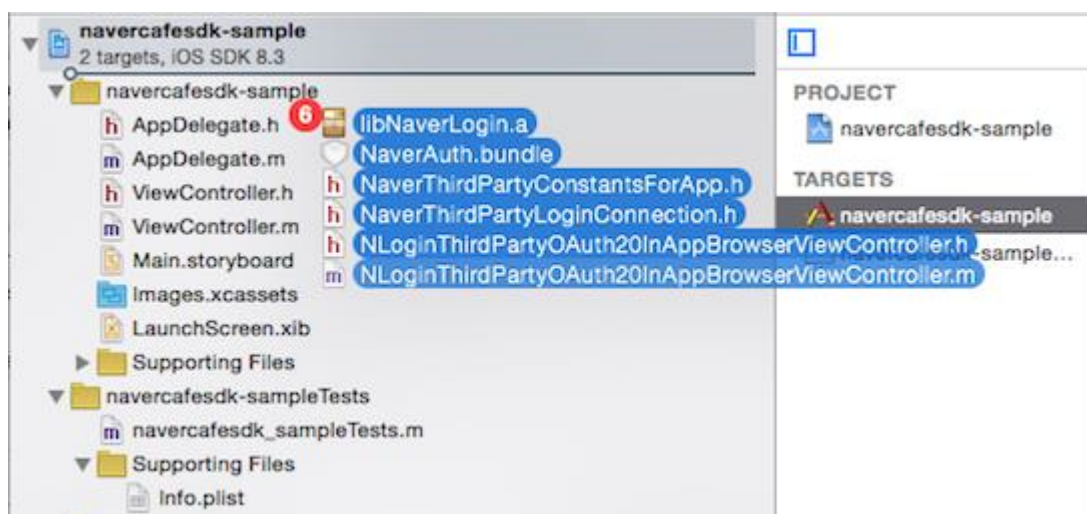 navercafesdk-sample
2 targets, iOS SDK 8.3
navercafesdk-sample
h AppDelegate.h
m AppDelegate.m
h ViewController.h
m ViewController.m
Main.storyboard
Images.xcassets
LaunchScreen.xib
Supporting Files
navercafesdk-sampleTests
m navercafesdk_sampleTests.m
Supporting Files
Info.plist
6
libNaverLogin.a
NaverAuth.bundle
h NaverThirdPartyConstantsForApp.h
h NaverThirdPartyLoginConnection.h
h NLoginThirdPartyOAuth20InAppBrowserViewController.h
m NLoginThirdPartyOAuth20InAppBrowserViewController.m
PROJECT
navercafesdk-sample
TARGETS
navercafesdk-sample
sample...